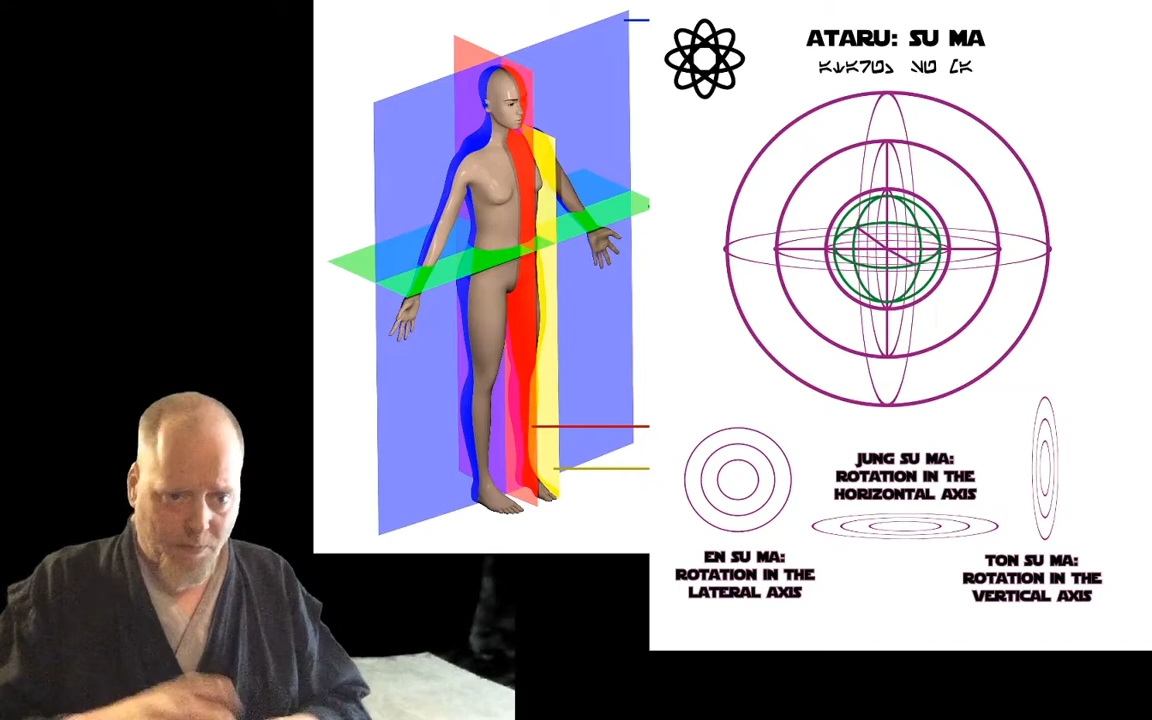 ATARU: SU MA
JUNG SU MA:
ROTATION IN THE
HORIZONTAL AXIS
EN SU MA:
ROTATION IN THE
LATERAL AXIS
TON SU MA:
ROTATION IN THE
VERTICAL AXIS